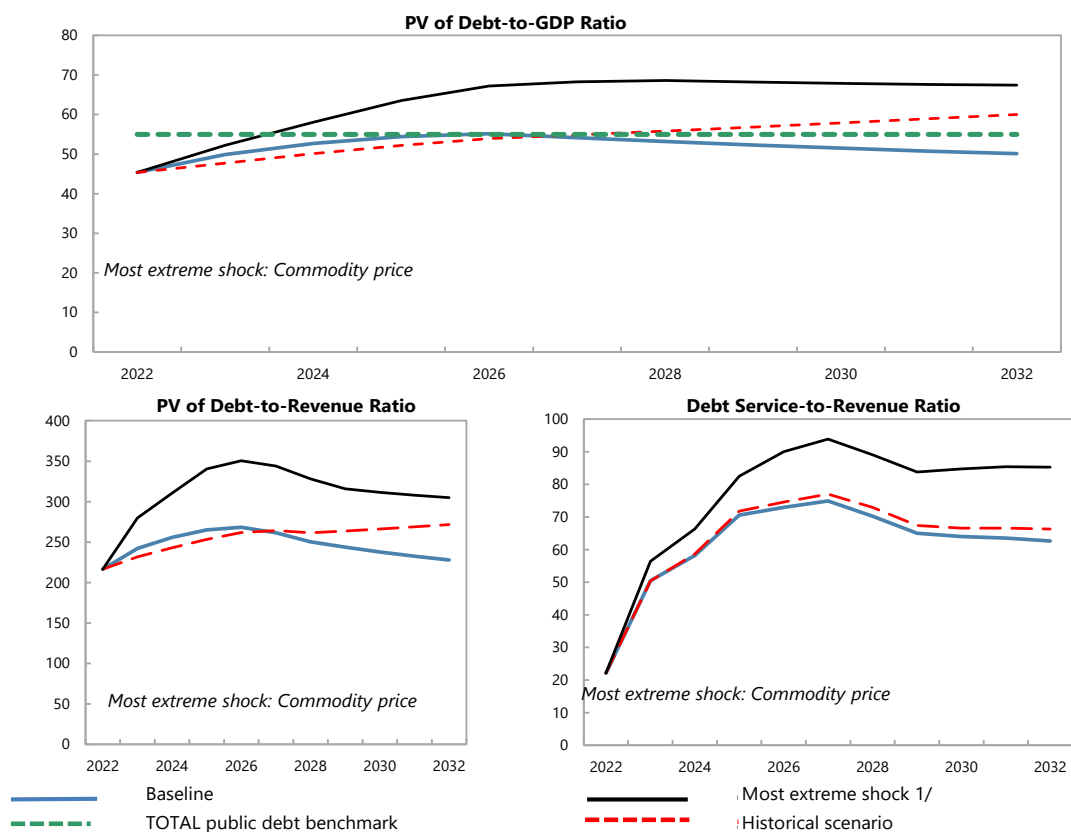 PV of Debt-to-GDP Ratio
80
70
60
50
40
30
20
10
0
Most extreme shock: Commodity price
2022 2024 2026 2028 2030 2032
PV of Debt-to-Revenue Ratio
400
350
300
250
200
150
100
50
0
Most extreme shock: Commodity price
2022 2024 2026 2028 2030 2032
Debt Service-to-Revenue Ratio
100
90
80
70
60
50
40
30
20
10
0
Most extreme shock: Commodity price
2022 2024 2026 2028 2030 2032
Baseline
Most extreme shock 1/
TOTAL public debt benchmark
Historical scenario